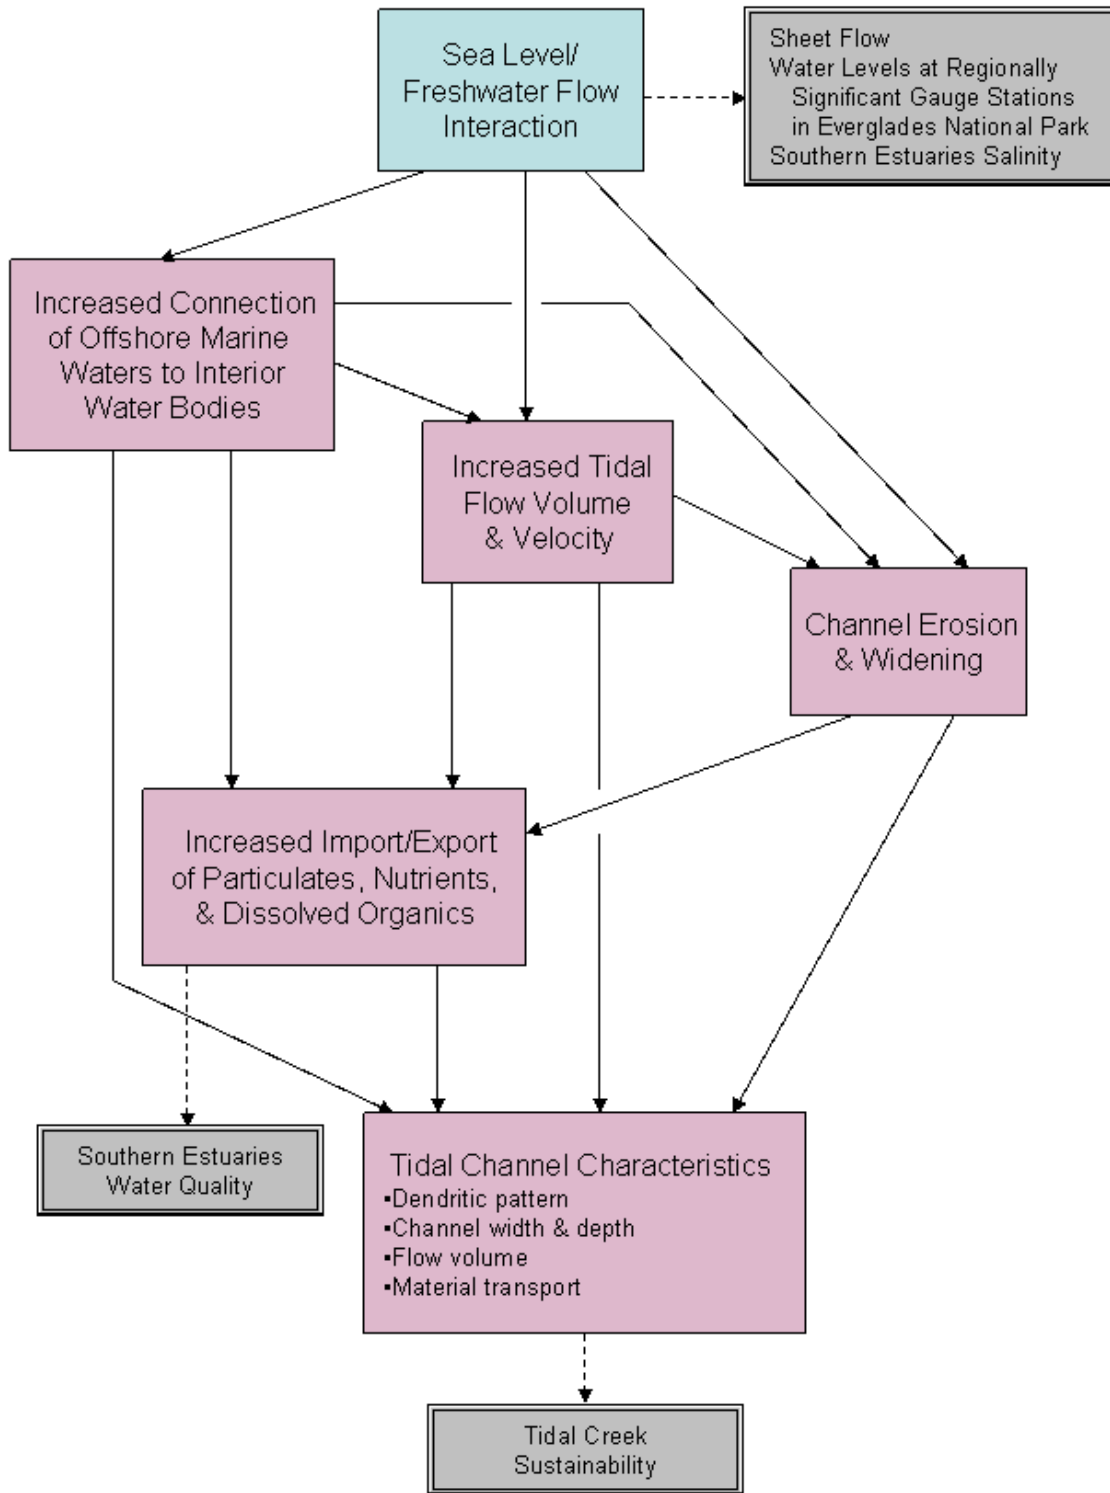 Sea Level/
Freshwater Flow
Interaction
Sheet Flow
Water Levels at Regionally
Significant Gauge Stations
in Everglades National Park
Southern Estuaries Salinity
Increased Connection
of Offshore Marine
Waters to Interior
Water Bodies
Increased Tidal
Flow Volume
& Velocity
Channel Erosion
& Widening
Increased Import/Export
of Particulates, Nutrients,
& Dissolved Organics
Southern Estuaries
Water Quality
Tidal Channel Characteristics
▪Dendritic pattern
▪Channel width & depth
▪Flow volume
▪Material transport
Tidal Creek
Sustainability